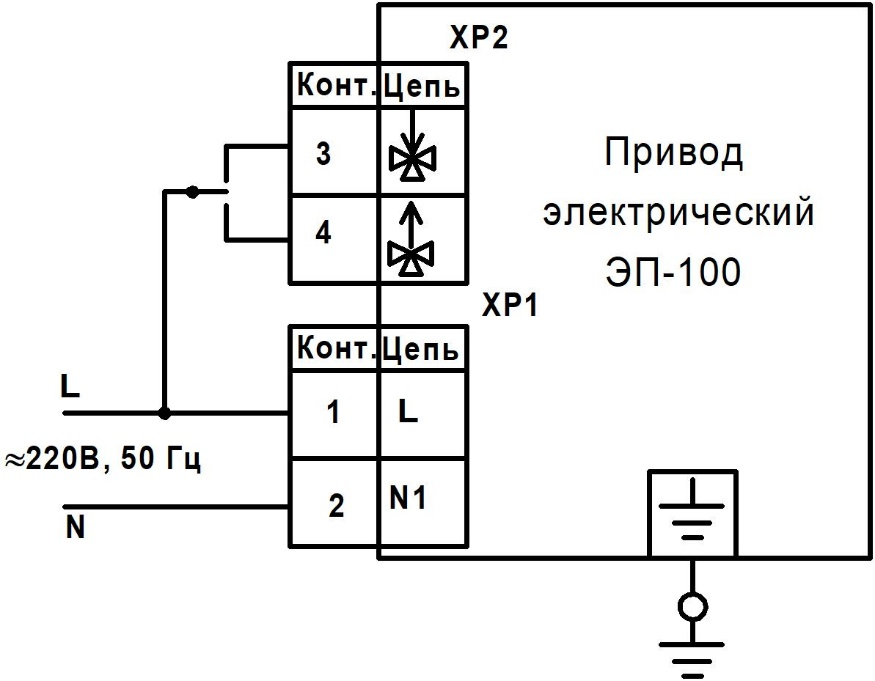 XP2
Конт. Цепь
3
4
Привод
электрический
ЭП-100
XP1
Конт. Цепь
L
1 L
≈220В, 50 Гц
2 N1
N